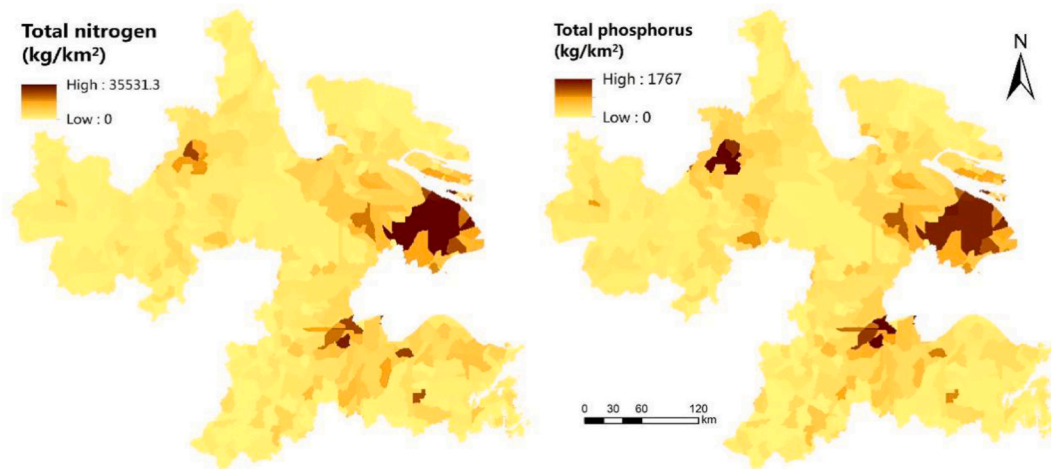 Total nitrogen
(kg/km²)
High : 35531.3
Low : 0
Total phosphorus
(kg/km²)
High : 1767
Low : 0
N
0 30 60 120
km